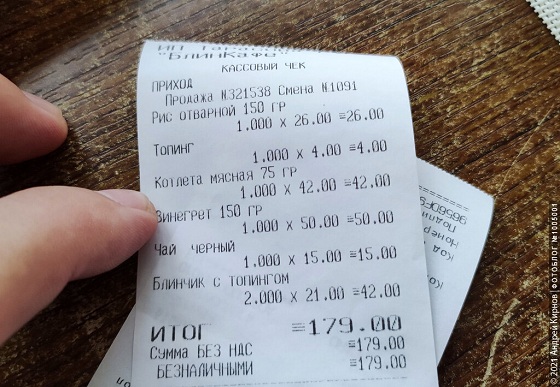 "БЛИНКАФЕ"
КАССОВЫЙ ЧЕК
ПРИХОД
Продажа N321538 Смена N1091
Рис отварной 150 ГР
1.000 X 26.00 =26.00
Топинг
1.000 X 4.00 =4.00
Котлета мясная 75 ГР
1.000 X 42.00 =42.00
Винегрет 150 ГР
1.000 X 50.00 =50.00
Чай черный
1.000 X 15.00 =15.00
Блинчик с топингом
2.000 X 21.00 =42.00
ИТОГ =179.00
Сумма БЕЗ НДС =179.00
БЕЗНАЛИЧНЫМИ =179.00
2021 Андрей Кирнов | ФОТОБЛОГ №1005001